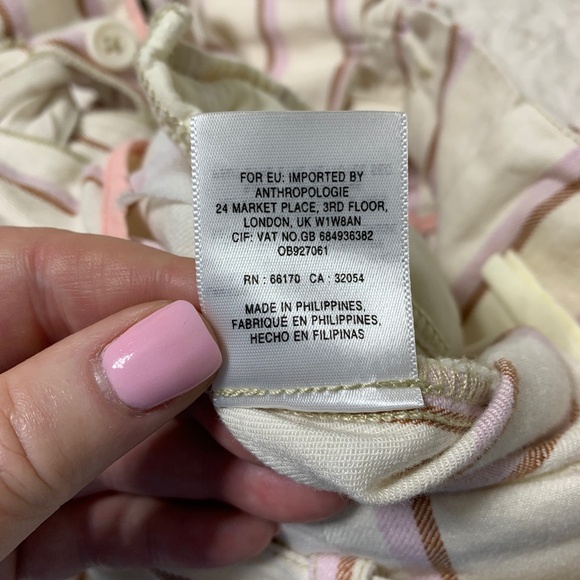 FOR EU: IMPORTED BY
ANTHROPOLOGIE
24 MARKET PLACE, 3RD FLOOR,
LONDON, UK W1W8AN
CIF: VAT NO.GB 684936382
OB927061
RN : 66170 CA : 32054
MADE IN PHILIPPINES,
FABRIQUÉ EN PHILIPPINES,
HECHO EN FILIPINAS